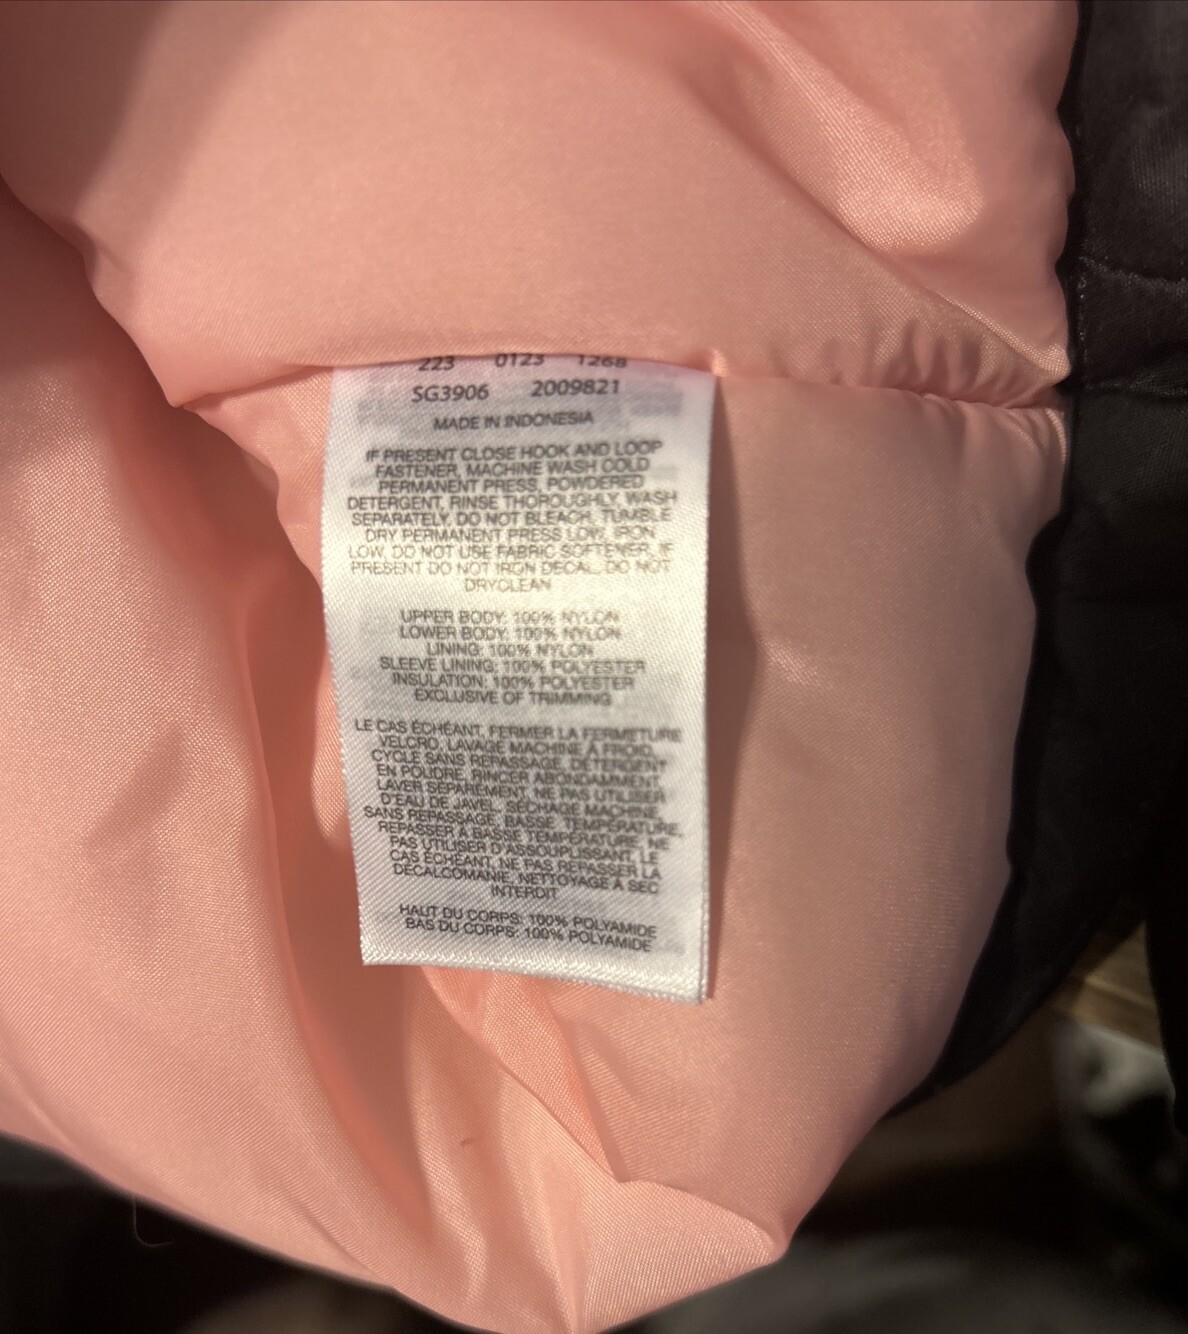 223 0123 1268
SG3906 2009821
MADE IN INDONESIA
IF PRESENT CLOSE HOOK AND LOOP
FASTENER, MACHINE WASH COLD
PERMANENT PRESS, POWDERED
DETERGENT, RINSE THOROUGHLY, WASH
SEPARATELY, DO NOT BLEACH, TUMBLE
DRY PERMANENT PRESS LOW, IRON
LOW, DO NOT USE FABRIC SOFTENER, IF
PRESENT DO NOT IRON DECAL, DO NOT
DRYCLEAN
UPPER BODY: 100% NYLON
LOWER BODY: 100% NYLON
LINING: 100% NYLON
SLEEVE LINING: 100% POLYESTER
INSULATION: 100% POLYESTER
EXCLUSIVE OF TRIMMING
LE CAS ÉCHÉANT, FERMER LA FERMETURE
VELCRO, LAVAGE MACHINE À FROID,
CYCLE SANS REPASSAGE, DÉTERGENT
EN POUDRE, RINCER ABONDAMMENT,
LAVER SÉPARÉMENT, NE PAS UTILISER
D'EAU DE JAVEL, SÉCHAGE MACHINE,
SANS REPASSAGE, BASSE TEMPÉRATURE,
REPASSER À BASSE TEMPÉRATURE, NE
PAS UTILISER D'ASSOUPLISSANT, LE
CAS ÉCHÉANT, NE PAS REPASSER LA
DÉCALCOMANIE, NETTOYAGE À SEC
INTERDIT
HAUT DU CORPS: 100% POLYAMIDE
BAS DU CORPS: 100% POLYAMIDE